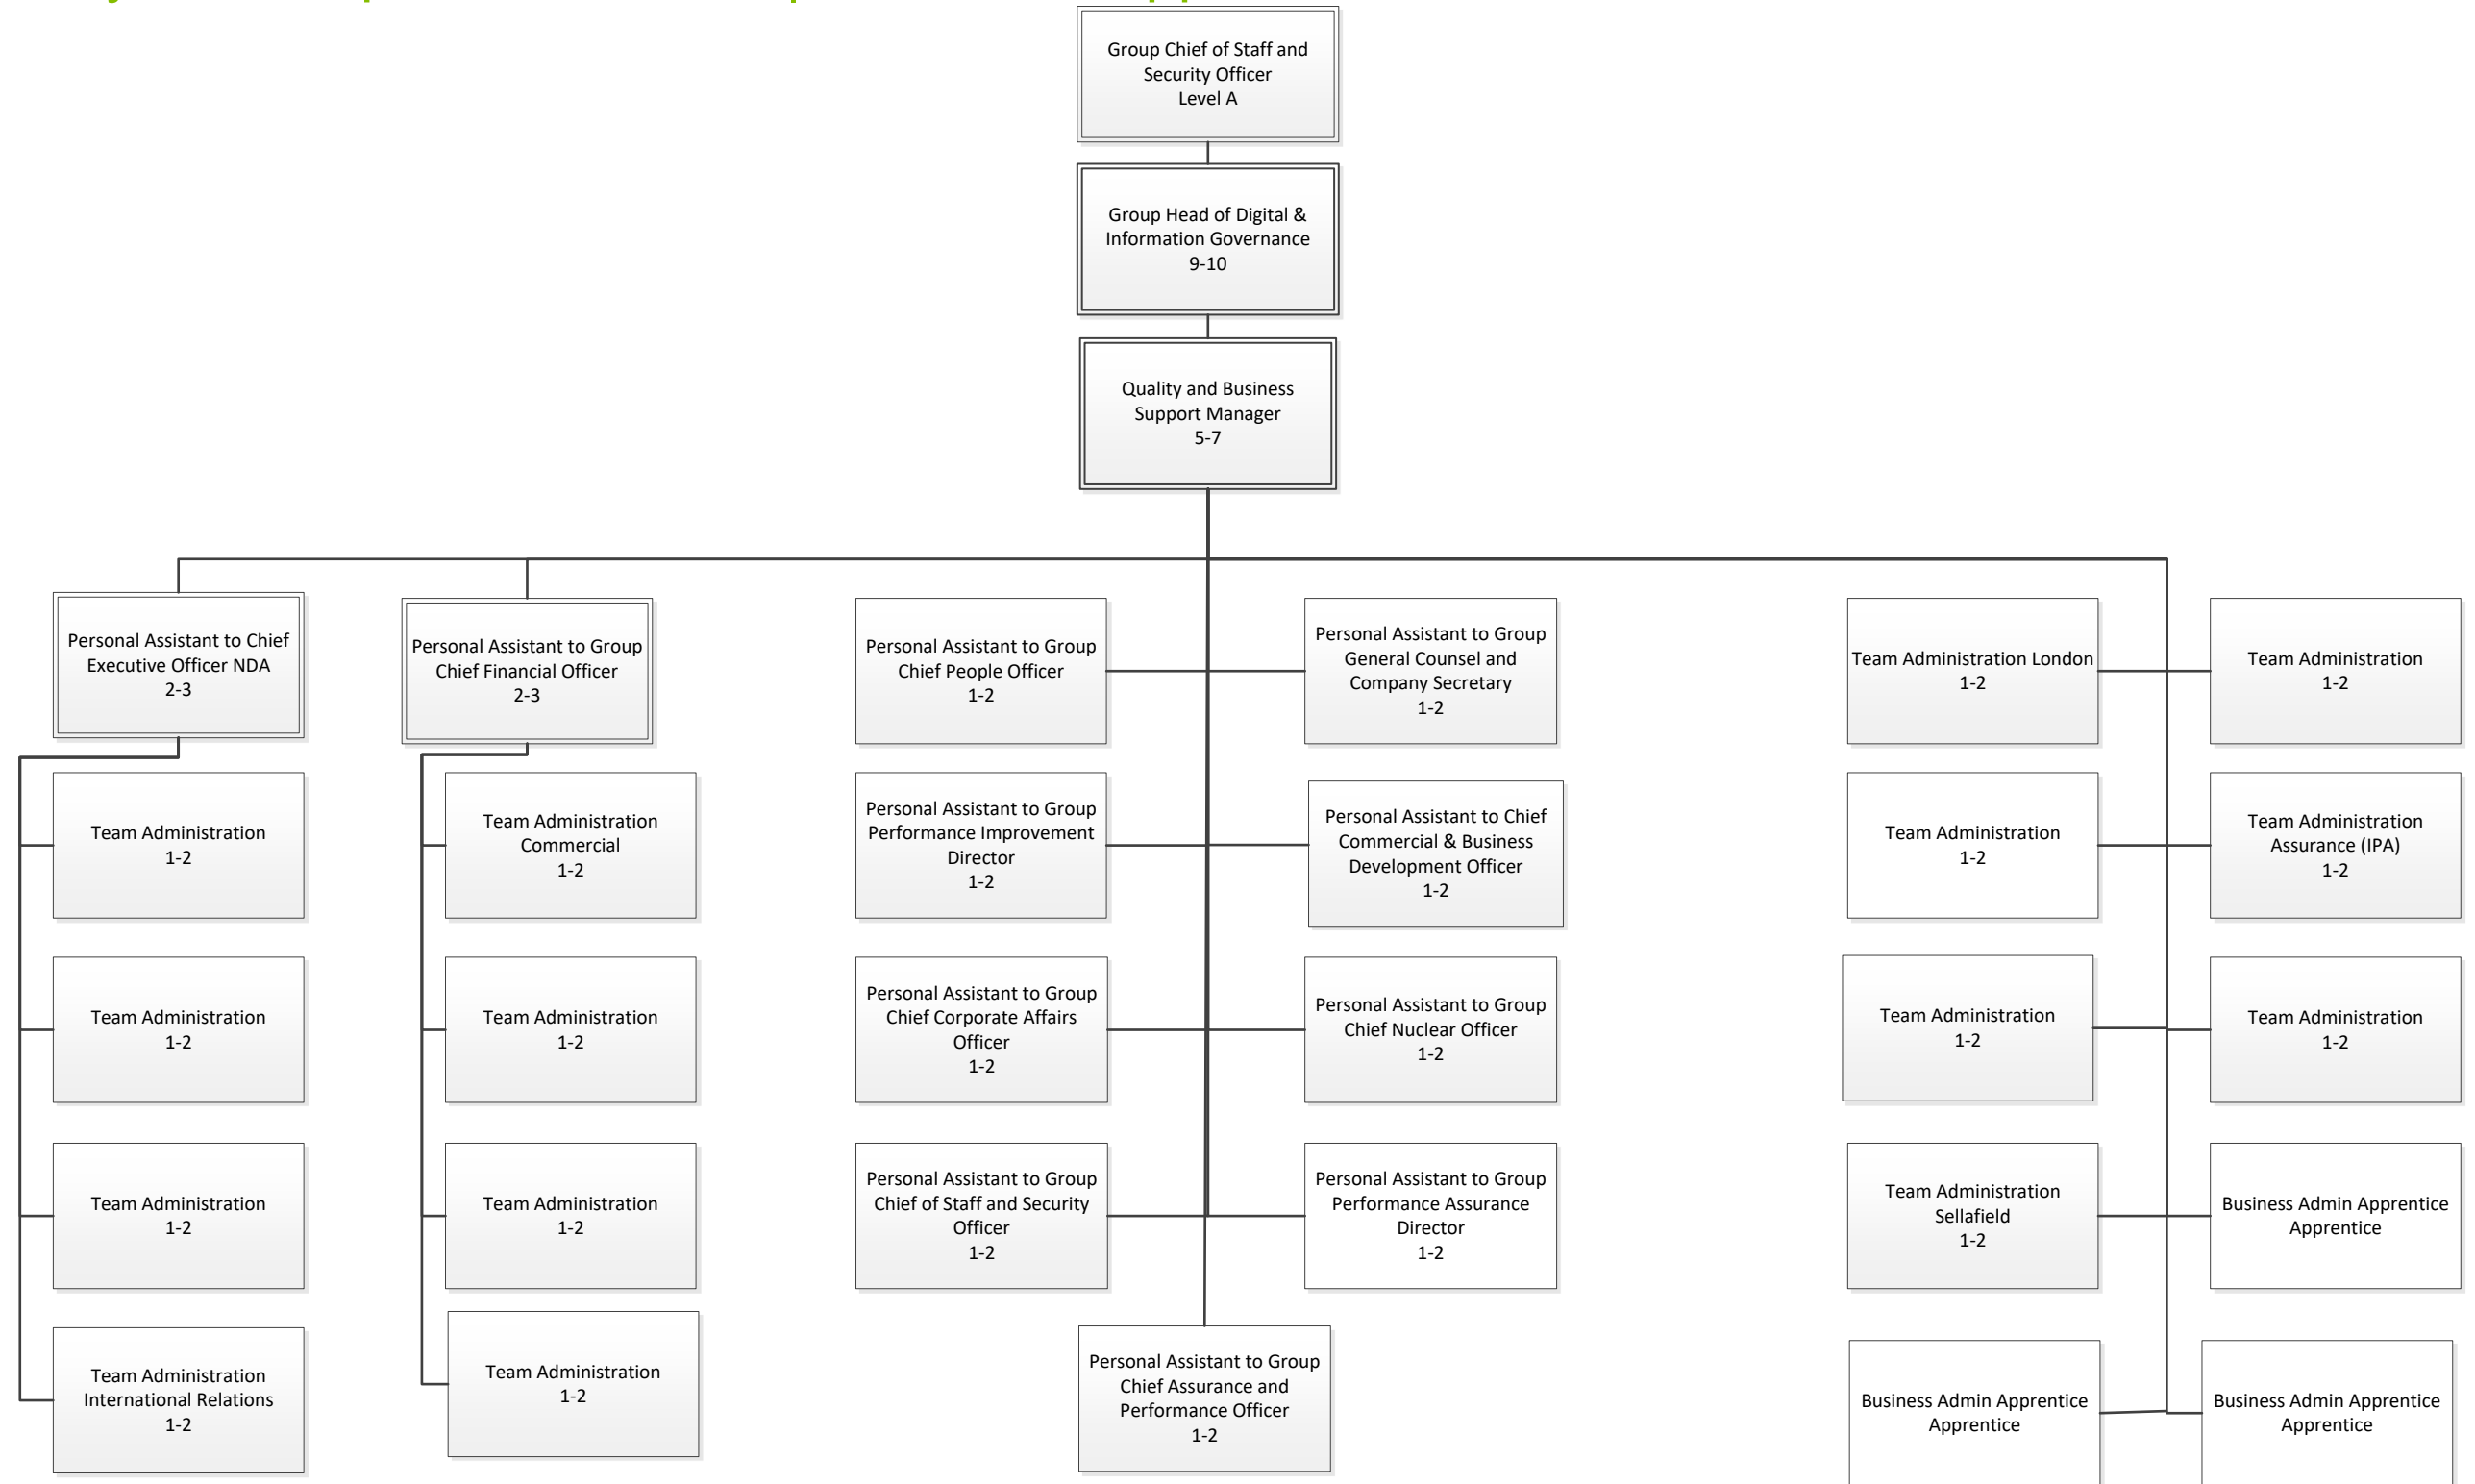 Group Chief of Staff and
Security Officer
Level A
Group Head of Digital &
Information Governance
9-10
Quality and Business
Support Manager
5-7
Personal Assistant to Chief
Executive Officer NDA
2-3
Personal Assistant to Group
Chief Financial Officer
2-3
Personal Assistant to Group
Chief People Officer
1-2
Personal Assistant to Group
General Counsel and
Company Secretary
1-2
Team Administration London
1-2
Team Administration
1-2
Team Administration
1-2
Team Administration
Commercial
1-2
Personal Assistant to Group
Performance Improvement
Director
1-2
Personal Assistant to Chief
Commercial & Business
Development Officer
1-2
Team Administration
1-2
Team Administration
Assurance (IPA)
1-2
Team Administration
1-2
Team Administration
1-2
Personal Assistant to Group
Chief Corporate Affairs
Officer
1-2
Personal Assistant to Group
Chief Nuclear Officer
1-2
Team Administration
1-2
Team Administration
1-2
Team Administration
1-2
Team Administration
1-2
Personal Assistant to Group
Chief of Staff and Security
Officer
1-2
Personal Assistant to Group
Performance Assurance
Director
1-2
Team Administration
Sellafield
1-2
Business Admin Apprentice
Apprentice
Team Administration
International Relations
1-2
Team Administration
1-2
Personal Assistant to Group
Chief Assurance and
Performance Officer
1-2
Business Admin Apprentice
Apprentice
Business Admin Apprentice
Apprentice